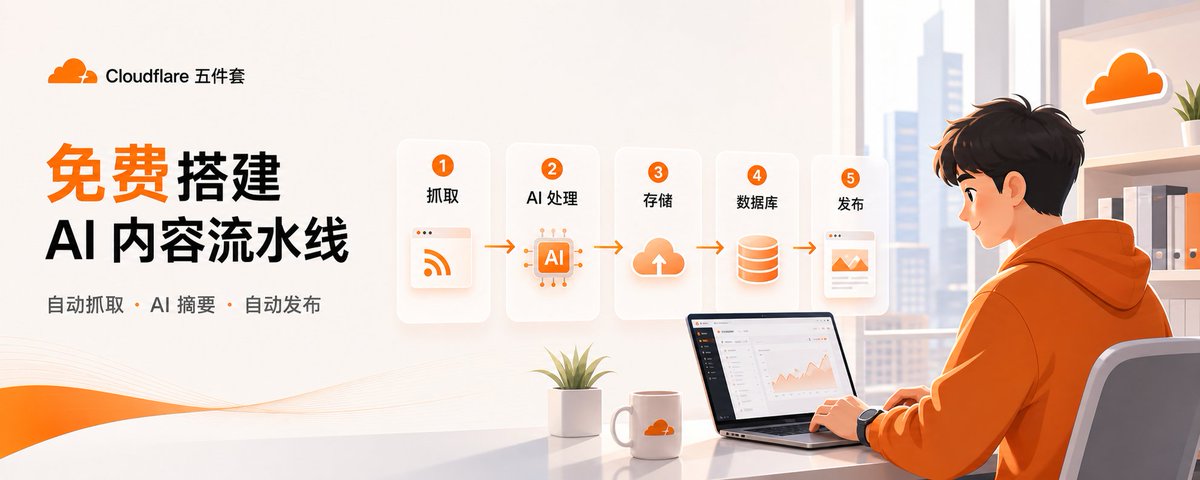 Cloudflare 五件套
免费搭建
AI 内容流水线
自动抓取 · AI 摘要 · 自动发布
1
抓取
2
AI 处理
AI
3
存储
4
数据库
5
发布